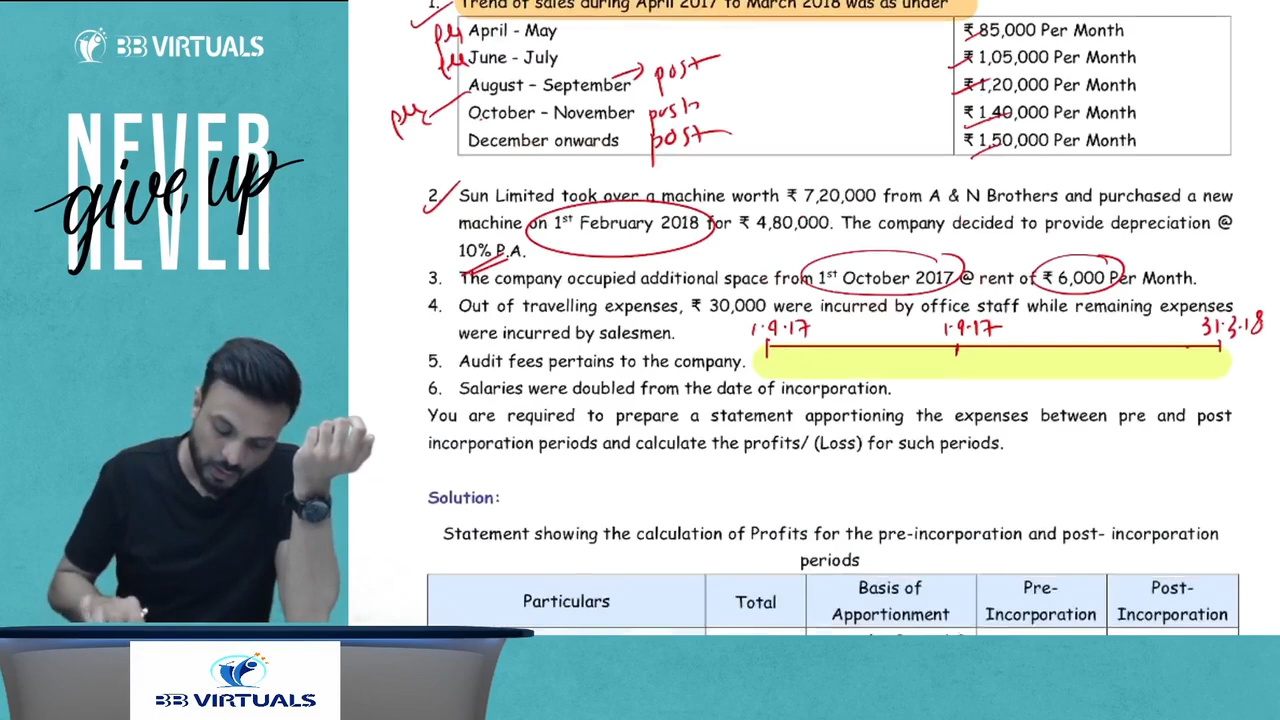 BB VIRTUALS
NEVER
give up
NEVER
1. Trend of sales during April 2017 to March 2018 was as under
pre April - May ₹ 85,000 Per Month
pre June - July ₹ 1,05,000 Per Month
August – September → post ₹ 1,20,000 Per Month
pre October – November post ₹ 1,40,000 Per Month
December onwards post ₹ 1,50,000 Per Month
2. Sun Limited took over a machine worth ₹ 7,20,000 from A & N Brothers and purchased a new
machine on 1st February 2018 for ₹ 4,80,000. The company decided to provide depreciation @
10% P.A.
3. The company occupied additional space from 1st October 2017 @ rent of ₹ 6,000 Per Month.
4. Out of travelling expenses, ₹ 30,000 were incurred by office staff while remaining expenses
were incurred by salesmen.
1.4.17 1.9.17 31.3.18
5. Audit fees pertains to the company.
6. Salaries were doubled from the date of incorporation.
You are required to prepare a statement apportioning the expenses between pre and post
incorporation periods and calculate the profits/ (Loss) for such periods.
Solution:
Statement showing the calculation of Profits for the pre-incorporation and post- incorporation
periods
Particulars Total Basis of Apportionment Pre-Incorporation Post-Incorporation
BB VIRTUALS